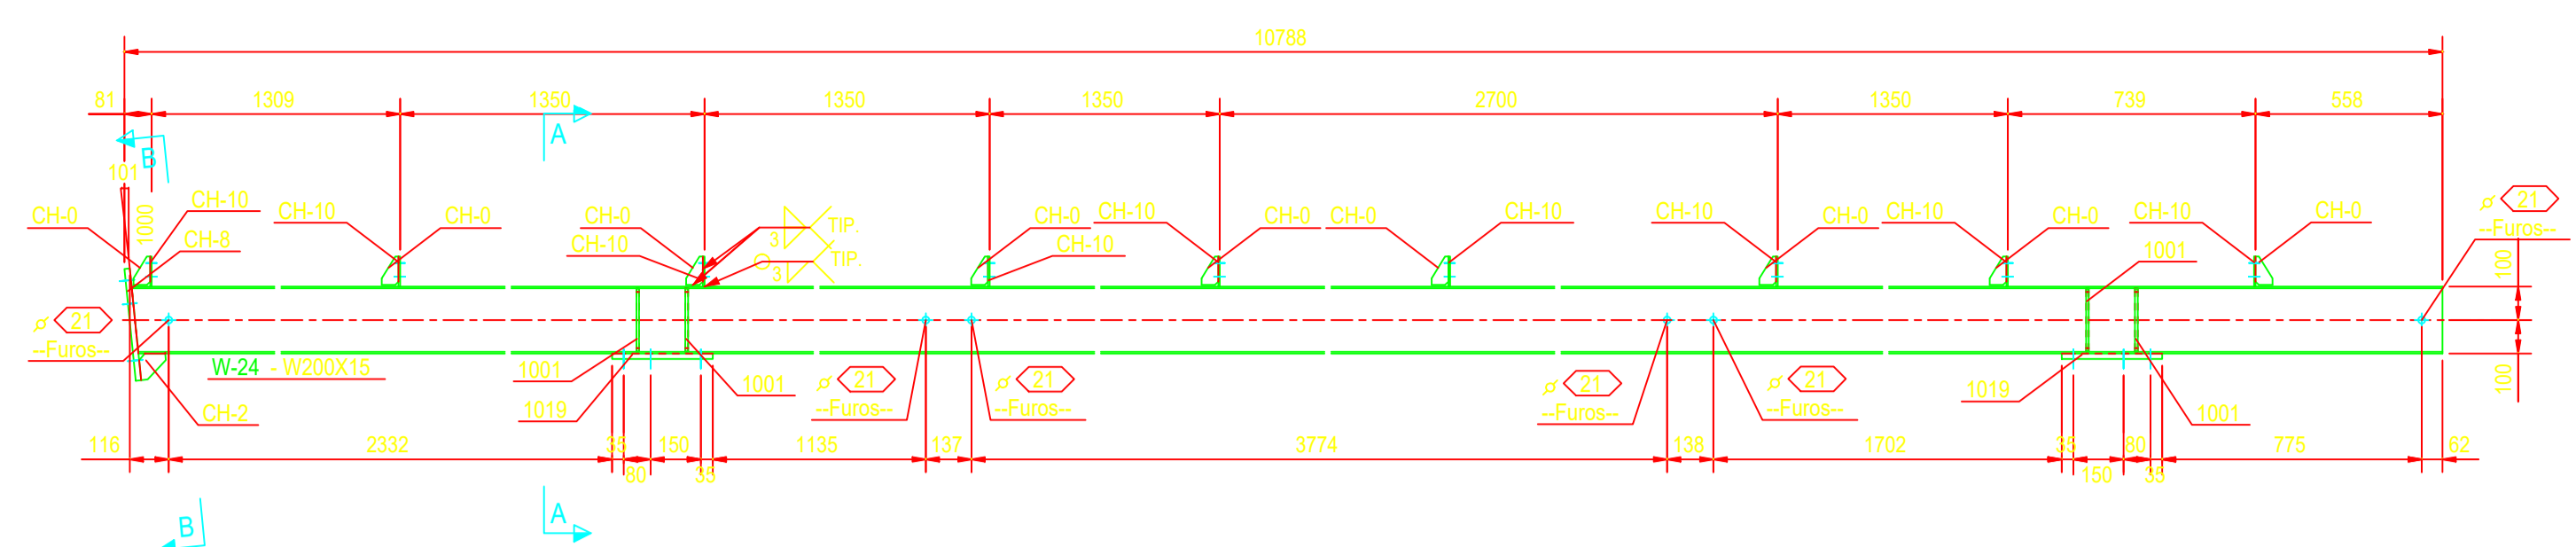 10788
81 1309 1350 1350 1350 2700 1350 739 558
A
B
101
1000
CH-0 CH-10 CH-10 CH-0 CH-0 CH-0 CH-10 CH-0 CH-0 CH-10 CH-10 CH-0 CH-10 CH-0 CH-10 CH-0
⌀ 21
--Furos--
CH-8 CH-10 CH-10
3 TIP.
3 TIP.
1001
100
100
⌀ 21
--Furos--
W-24 - W200X15
1001
1001
1019
⌀ 21
--Furos--
⌀ 21
--Furos--
⌀ 21
--Furos--
⌀ 21
--Furos--
1019
1001
CH-2
116 2332 35 150 1135 137 3774 138 1702 35 80 775 62
80 35 150 35
B
A